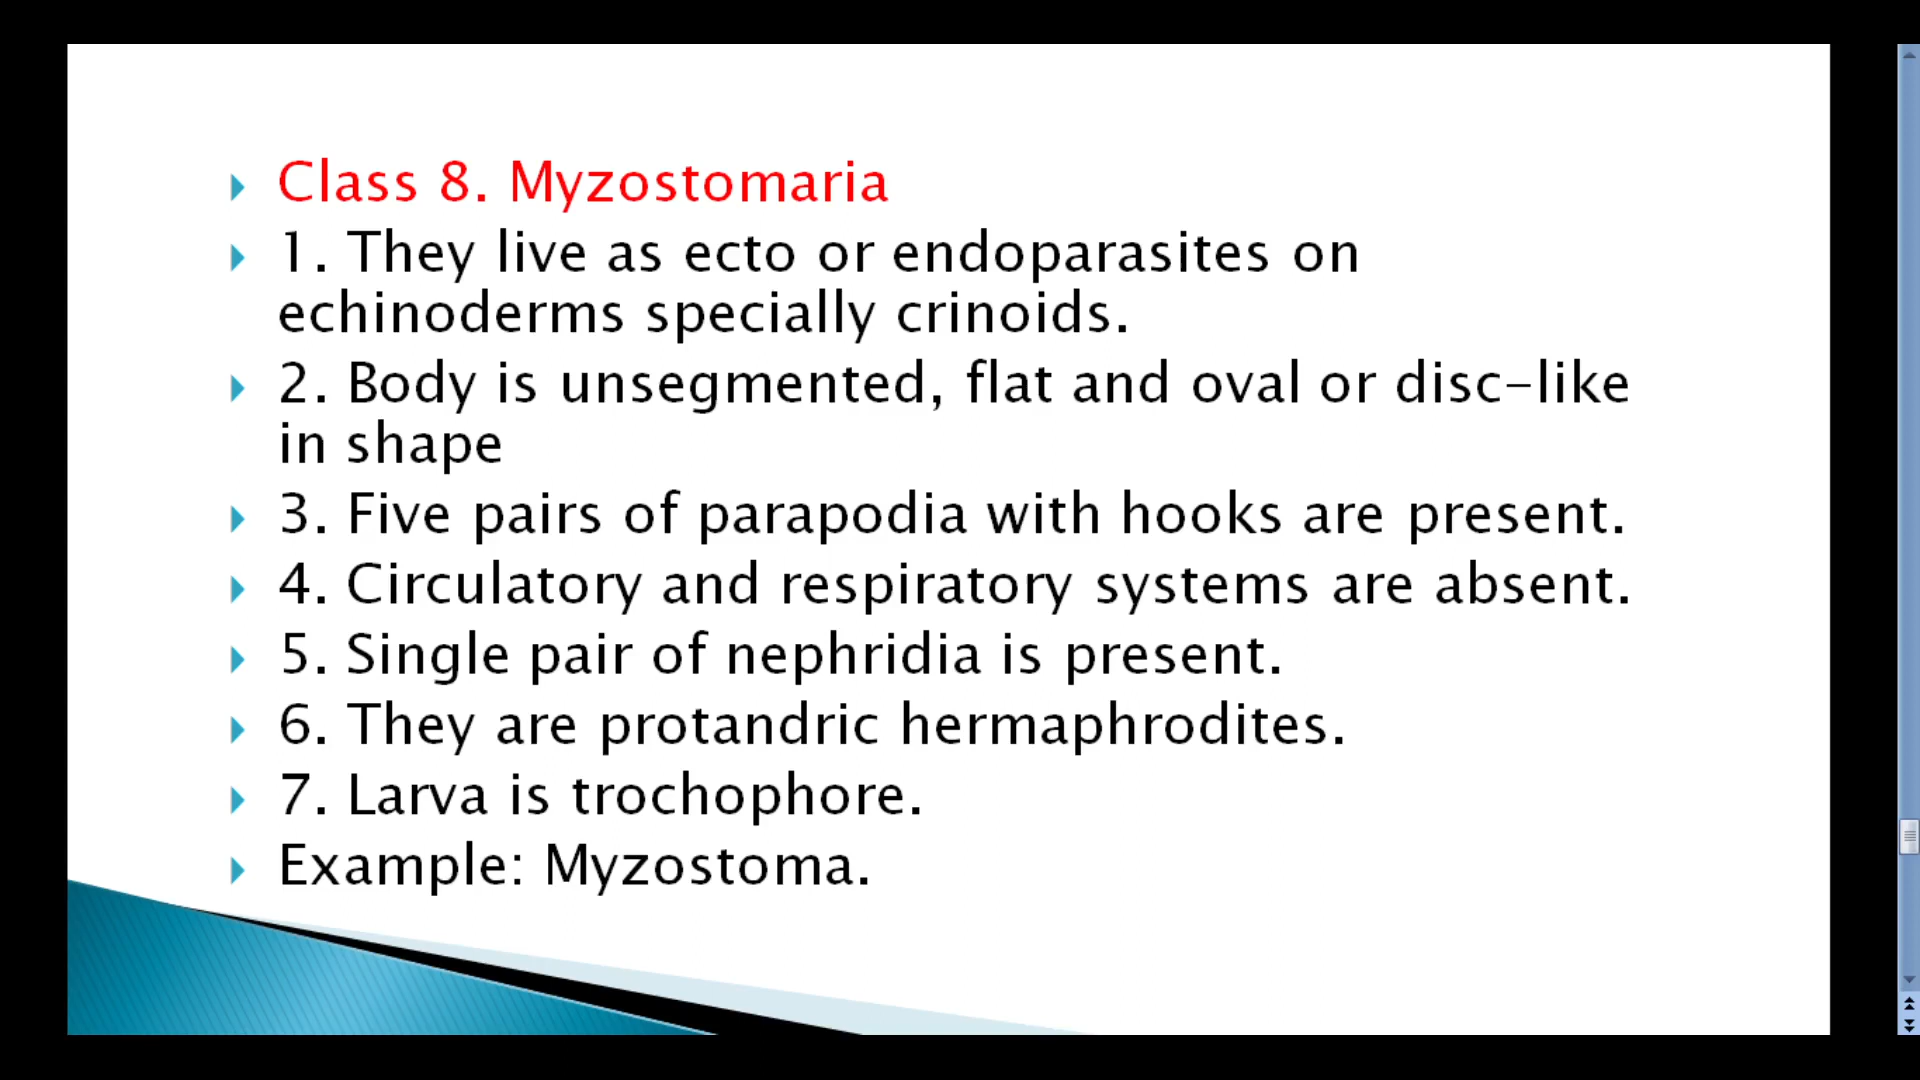 Class 8. Myzostomaria
1. They live as ecto or endoparasites on
echinoderms specially crinoids.
2. Body is unsegmented, flat and oval or disc-like
in shape
3. Five pairs of parapodia with hooks are present.
4. Circulatory and respiratory systems are absent.
5. Single pair of nephridia is present.
6. They are protandric hermaphrodites.
7. Larva is trochophore.
Example: Myzostoma.